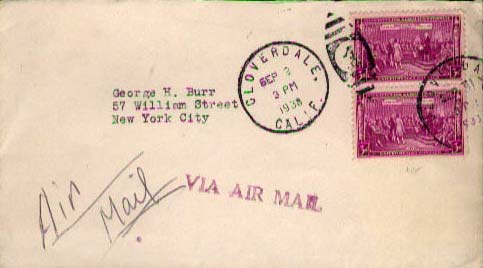 CLOVERDALE,
SEP 3
3 PM
1938
CALIF.
George H. Burr
57 William Street
New York City
Air
Mail
VIA AIR MAIL